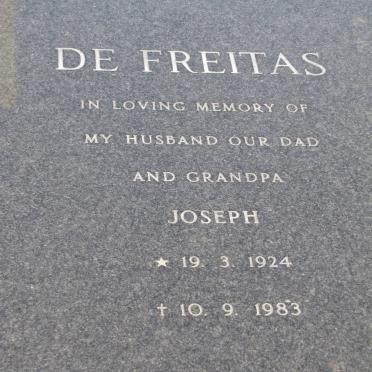 DE FREITAS
IN LOVING MEMORY OF
MY HUSBAND OUR DAD
AND GRANDPA
JOSEPH
★ 19. 3. 1924
† 10. 9. 1983